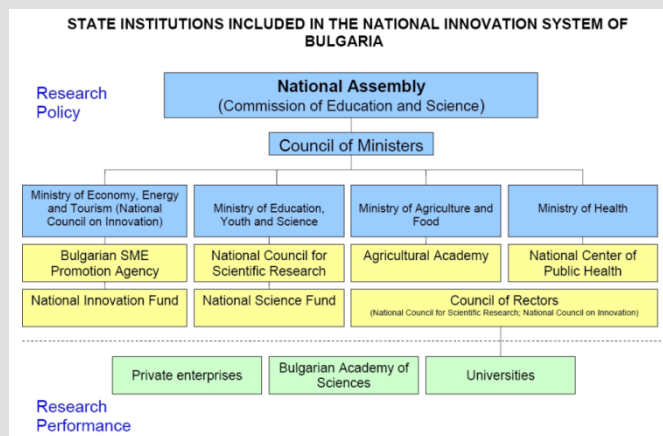 STATE INSTITUTIONS INCLUDED IN THE NATIONAL INNOVATION SYSTEM OF
BULGARIA
Research
Policy
National Assembly
(Commission of Education and Science)
Council of Ministers
Ministry of Economy, Energy
and Tourism (National
Council on Innovation)
Ministry of Education,
Youth and Science
Ministry of Agriculture and
Food
Ministry of Health
Bulgarian SME
Promotion Agency
National Council for
Scientific Research
Agricultural Academy
National Center of
Public Health
National Innovation Fund
National Science Fund
Council of Rectors
(National Council for Scientific Research; National Council on Innovation)
Private enterprises
Bulgarian Academy of
Sciences
Universities
Research
Performance